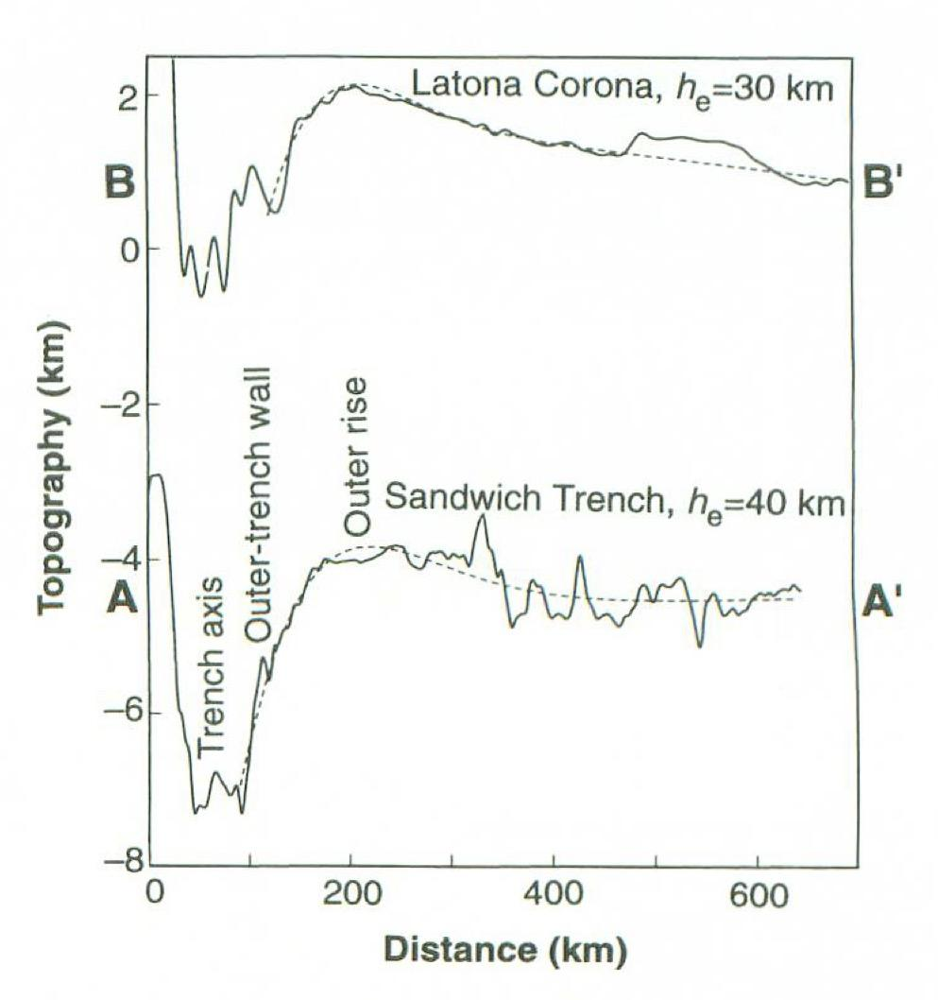 Latona Corona, hₑ=30 km
2
B
B'
0
Topography (km)
–2
Outer-trench wall
Outer rise
Sandwich Trench, hₑ=40 km
–4
A
A'
Trench axis
–6
–8
0
200
400
600
Distance (km)